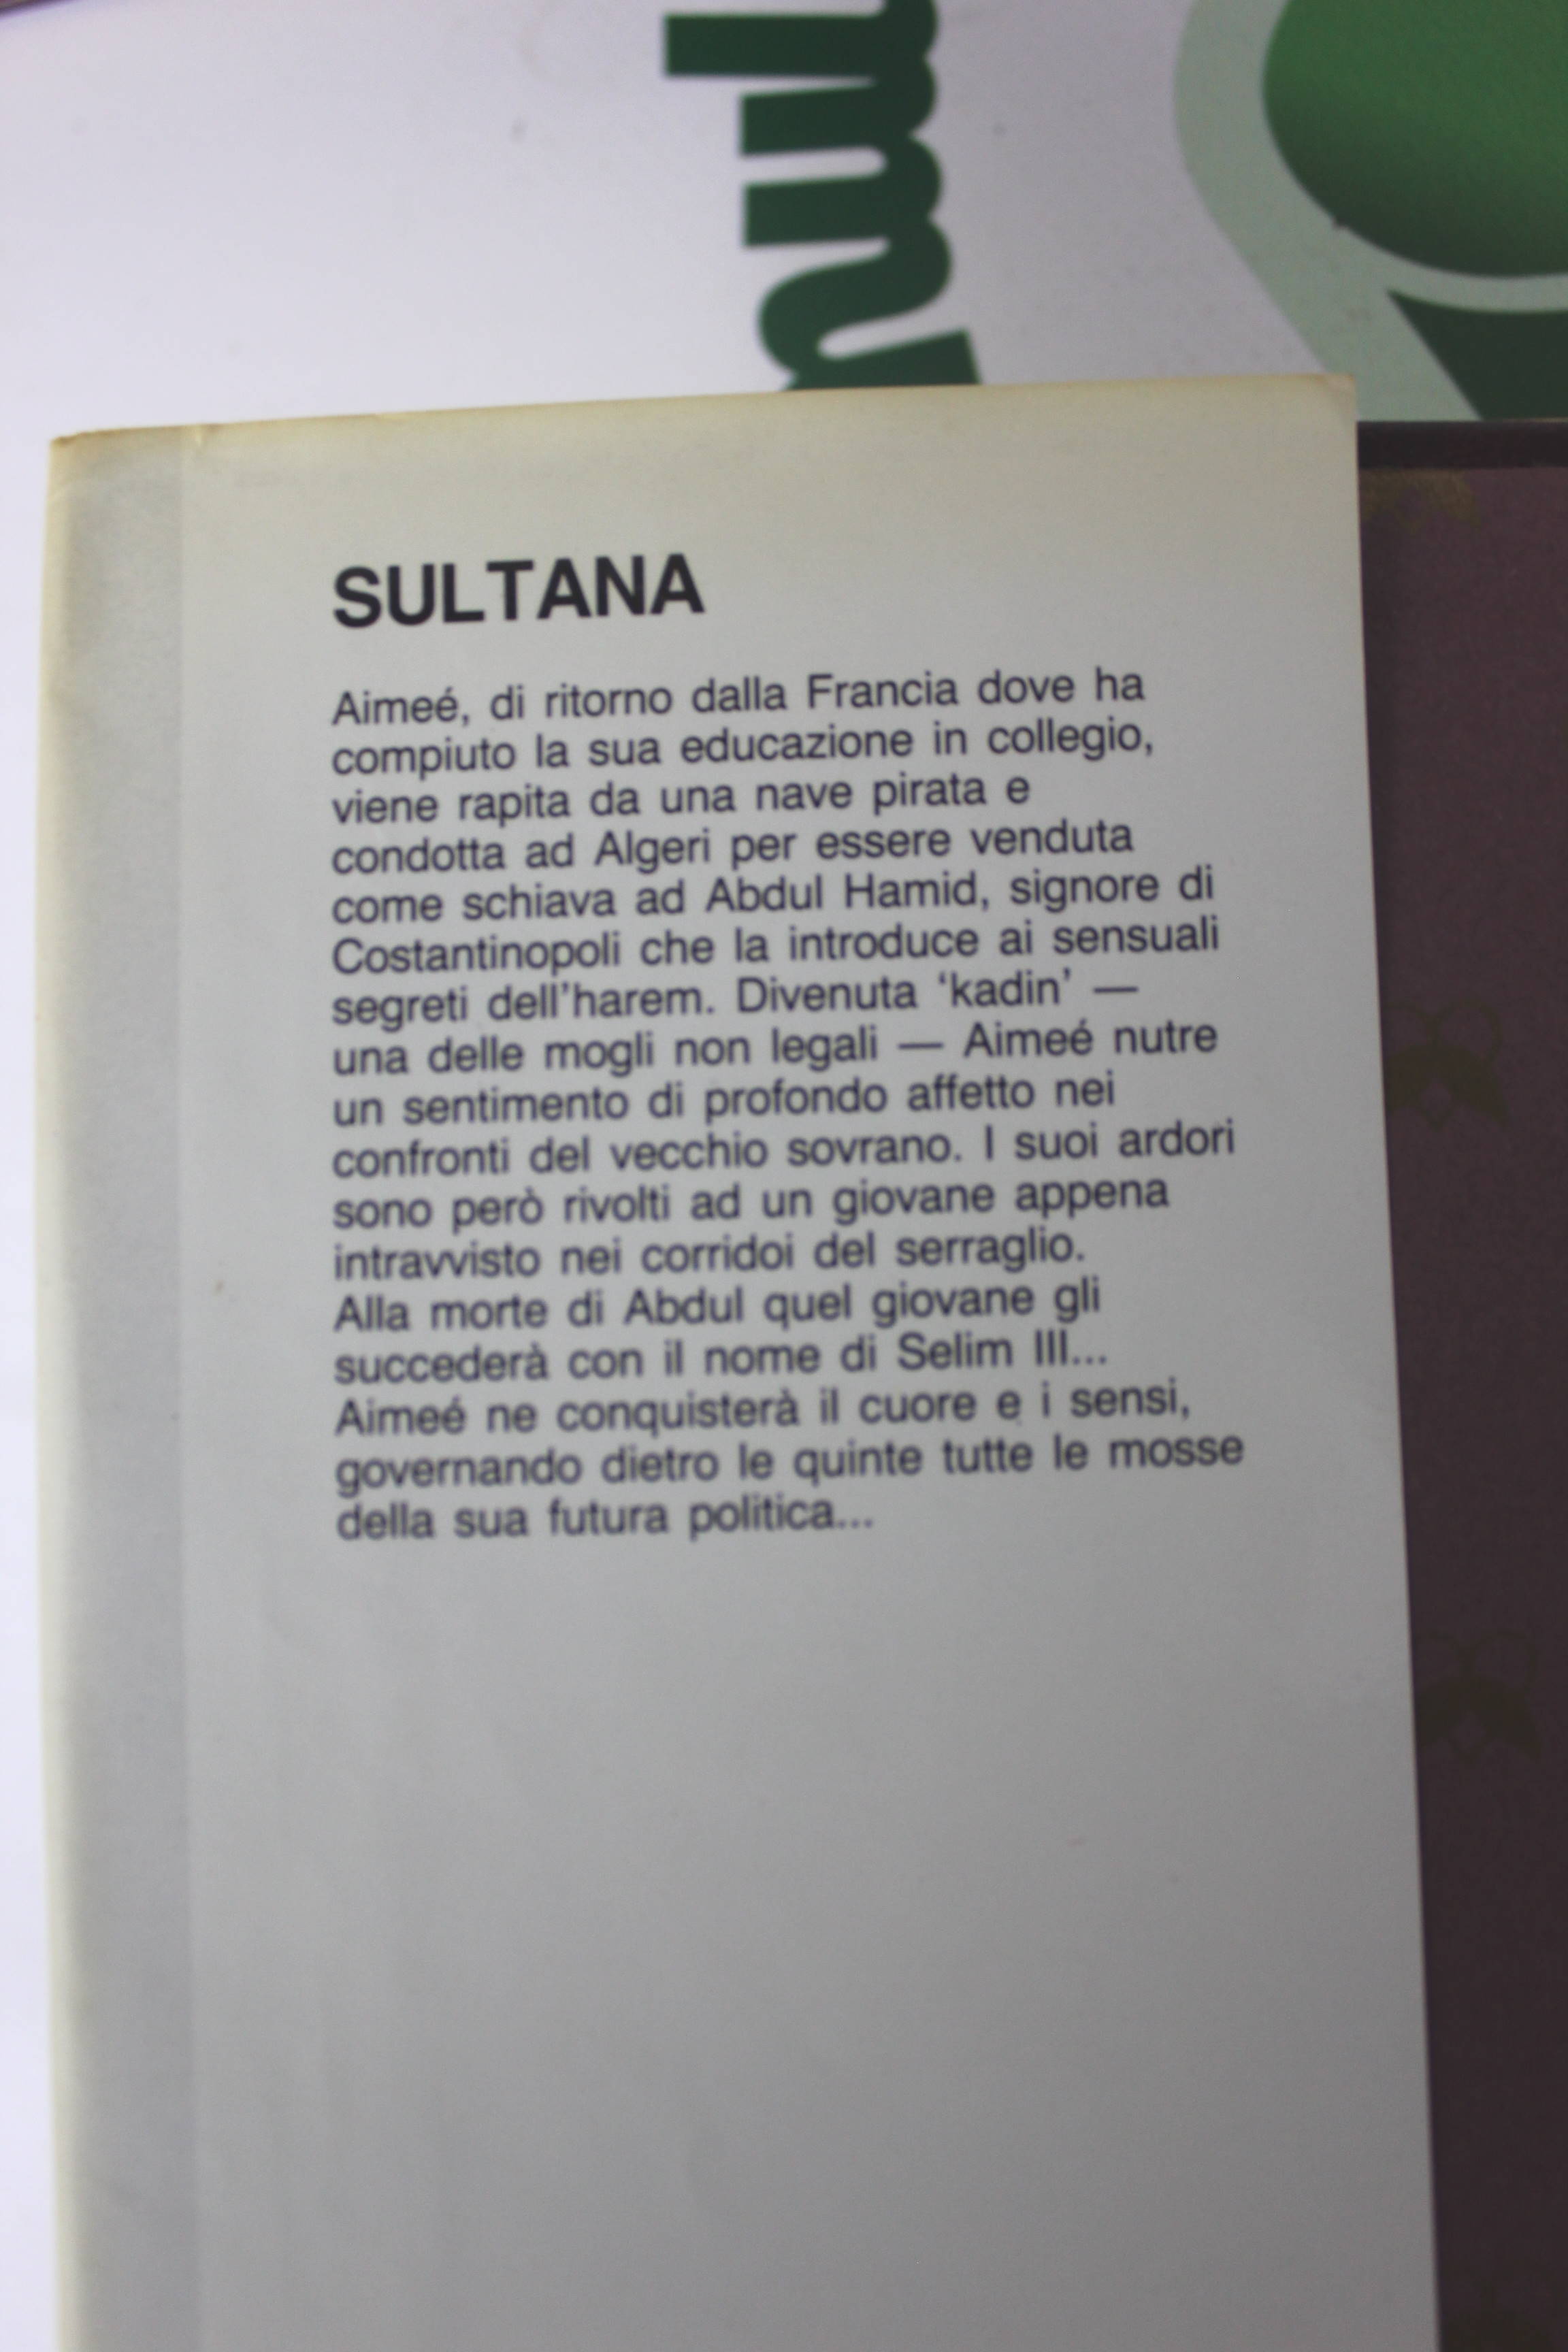 SULTANA
Aimeé, di ritorno dalla Francia dove ha
compiuto la sua educazione in collegio,
viene rapita da una nave pirata e
condotta ad Algeri per essere venduta
come schiava ad Abdul Hamid, signore di
Costantinopoli che la introduce ai sensuali
segreti dell'harem. Divenuta ‘kadin’ —
una delle mogli non legali — Aimeé nutre
un sentimento di profondo affetto nei
confronti del vecchio sovrano. I suoi ardori
sono però rivolti ad un giovane appena
intravvisto nei corridoi del serraglio.
Alla morte di Abdul quel giovane gli
succederà con il nome di Selim III...
Aimeé ne conquisterà il cuore e i sensi,
governando dietro le quinte tutte le mosse
della sua futura politica...